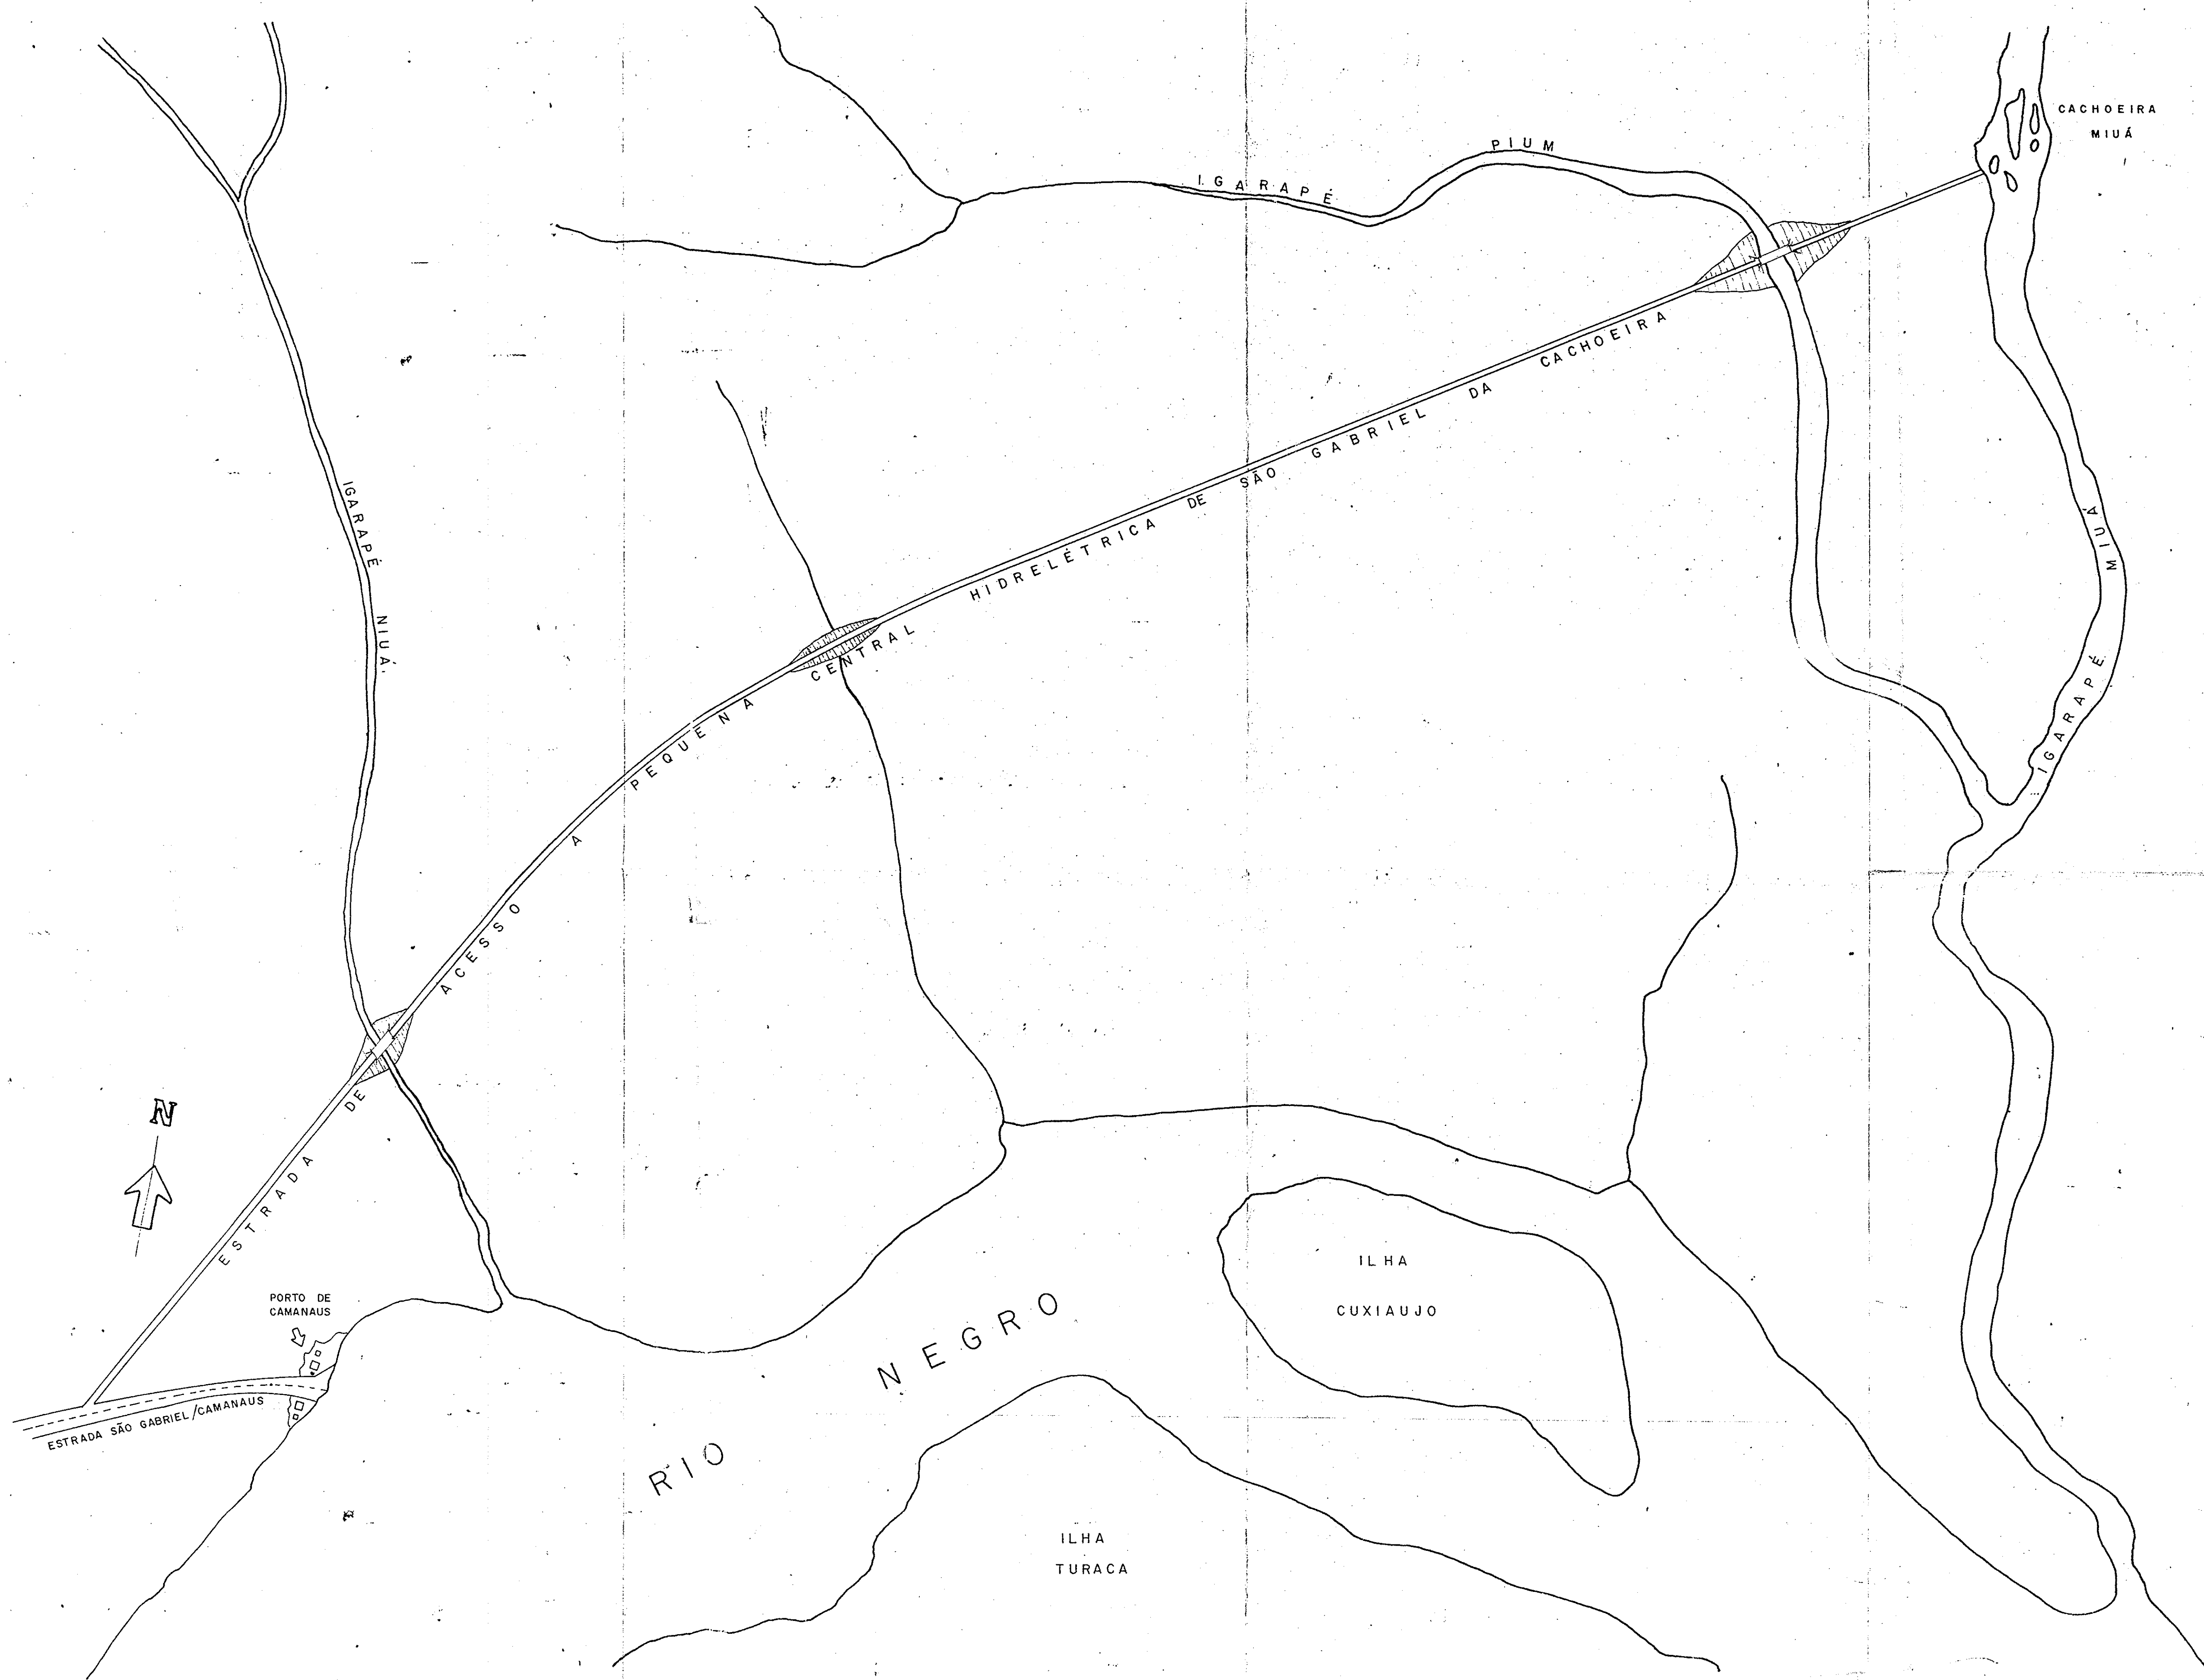 CACHOEIRA
MIUÁ
IGARAPÉ PIUM
ESTRADA DE ACESSO A PEQUENA CENTRAL HIDRELÉTRICA DE SÃO GABRIEL DA CACHOEIRA
IGARAPÉ NIUÁ
IGARAPÉ MIUÁ
N
PORTO DE
CAMANAUS
ESTRADA SÃO GABRIEL/CAMANAUS
RIO NEGRO
ILHA
CUXIAUJO
ILHA
TURACA